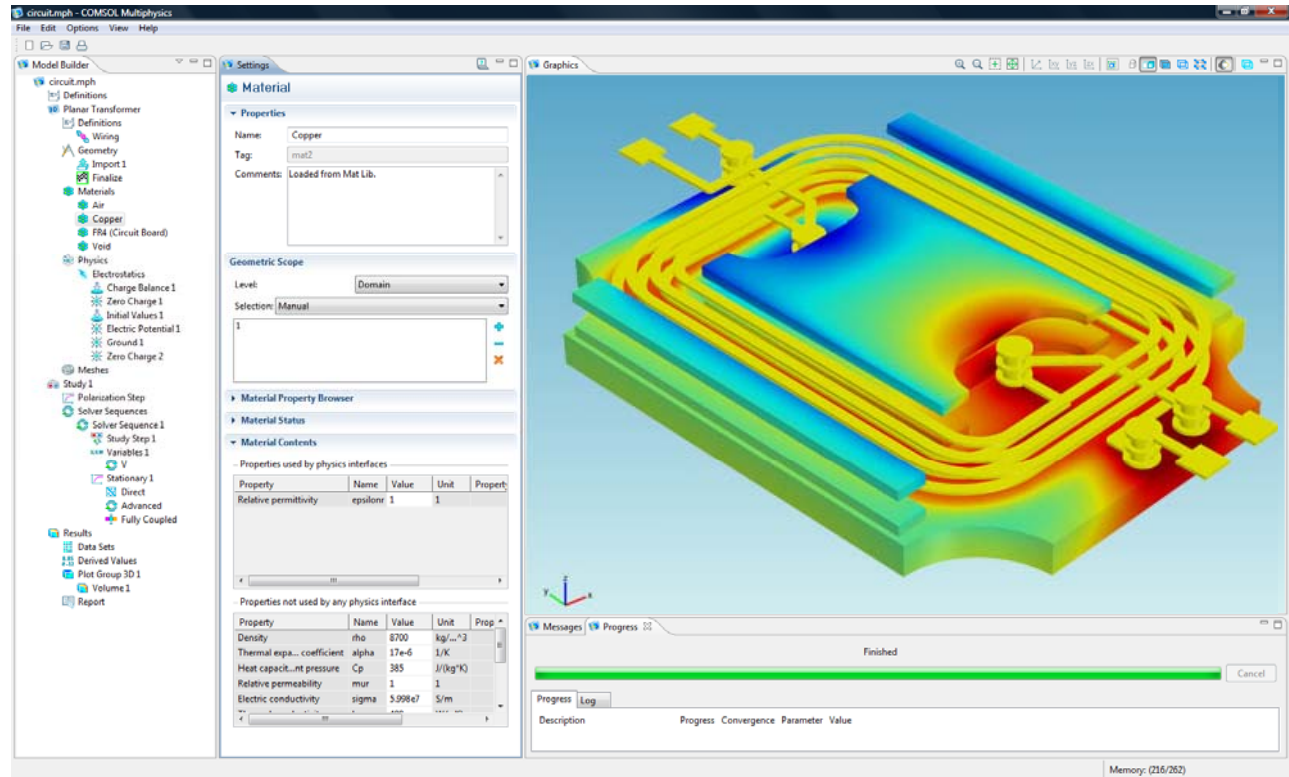 circuit.mph - COMSOL Multiphysics
File Edit Options View Help
Model Builder
circuit.mph
Definitions
Planar Transformer
Definitions
Wiring
Geometry
Import 1
Finalize
Materials
Air
Copper
FR4 (Circuit Board)
Void
Physics
Electrostatics
Charge Balance 1
Zero Charge 1
Initial Values 1
Electric Potential 1
Ground 1
Zero Charge 2
Meshes
Study 1
Polarization Step
Solver Sequences
Solver Sequence 1
Study Step 1
Variables 1
V
Stationary 1
Direct
Advanced
Fully Coupled
Results
Data Sets
Derived Values
Plot Group 3D 1
Volume 1
Report
Settings
Material
Properties
Name: Copper
Tag: mat2
Comments: Loaded from Mat Lib.
Geometric Scope
Level: Domain
Selection: Manual
1
Material Property Browser
Material Status
Material Contents
Properties used by physics interfaces
Property Name Value Unit Propert
Relative permittivity epsilonr 1 1
Properties not used by any physics interface
Property Name Value Unit Prop
Density rho 8700 kg/...^3
Thermal expa... coefficient alpha 17e-6 1/K
Heat capacit...nt pressure Cp 385 J/(kg*K)
Relative permeability mur 1 1
Electric conductivity sigma 5.998e7 S/m
Graphics
z
y x
Messages Progress
Finished
Cancel
Progress Log
Description Progress Convergence Parameter Value
Memory: (216/262)